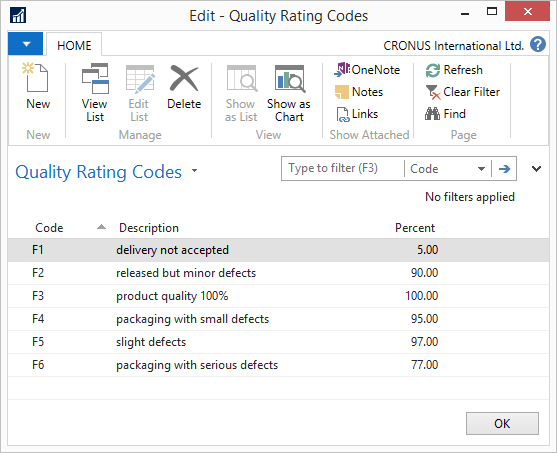 Edit - Quality Rating Codes
HOME
CRONUS International Ltd.
New
View List
Edit List
Delete
Show as List
Show as Chart
OneNote
Notes
Links
Refresh
Clear Filter
Find
New
Manage
View
Show Attached
Page
Quality Rating Codes
Type to filter (F3)
Code
No filters applied
Code Description Percent
F1 delivery not accepted 5.00
F2 released but minor defects 90.00
F3 product quality 100% 100.00
F4 packaging with small defects 95.00
F5 slight defects 97.00
F6 packaging with serious defects 77.00
OK